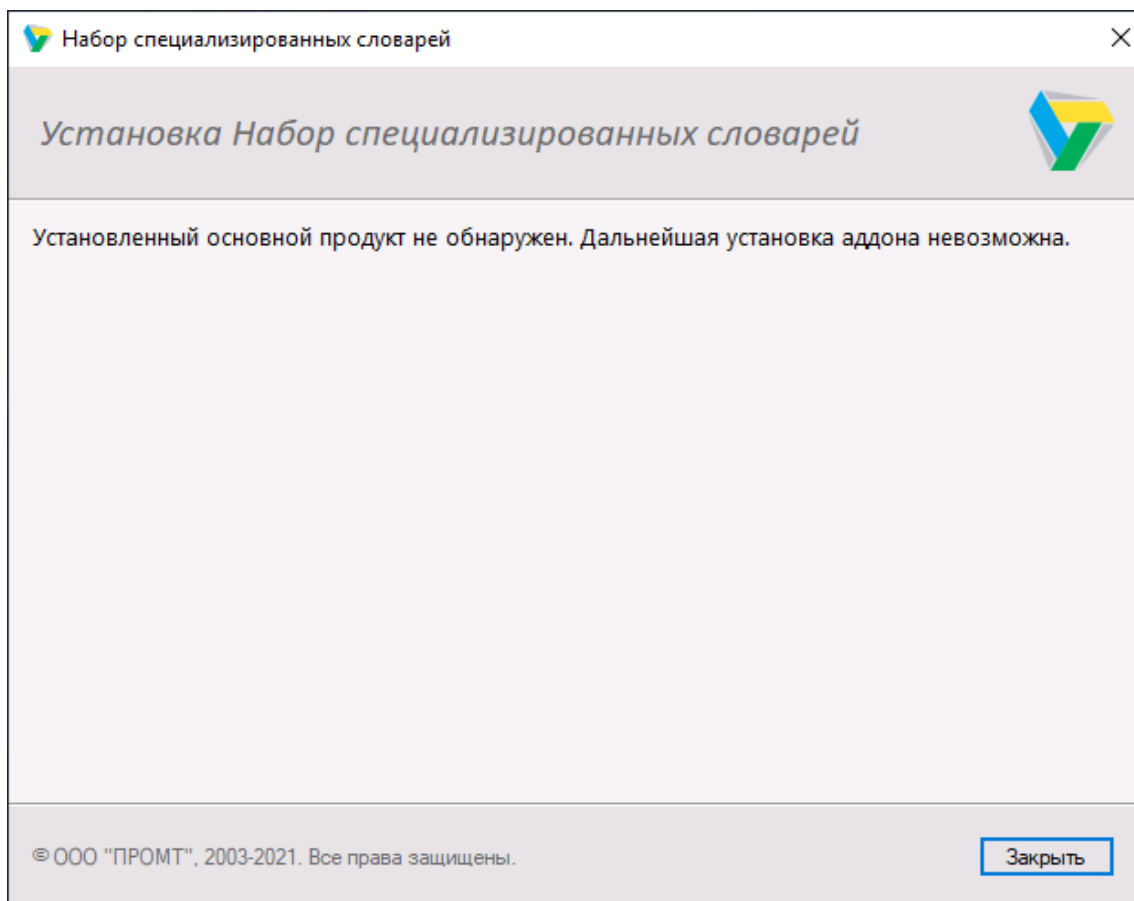 Набор специализированных словарей
Установка Набор специализированных словарей
Установленный основной продукт не обнаружен. Дальнейшая установка аддона невозможна.
© ООО "ПРОМТ", 2003-2021. Все права защищены.
Закрыть